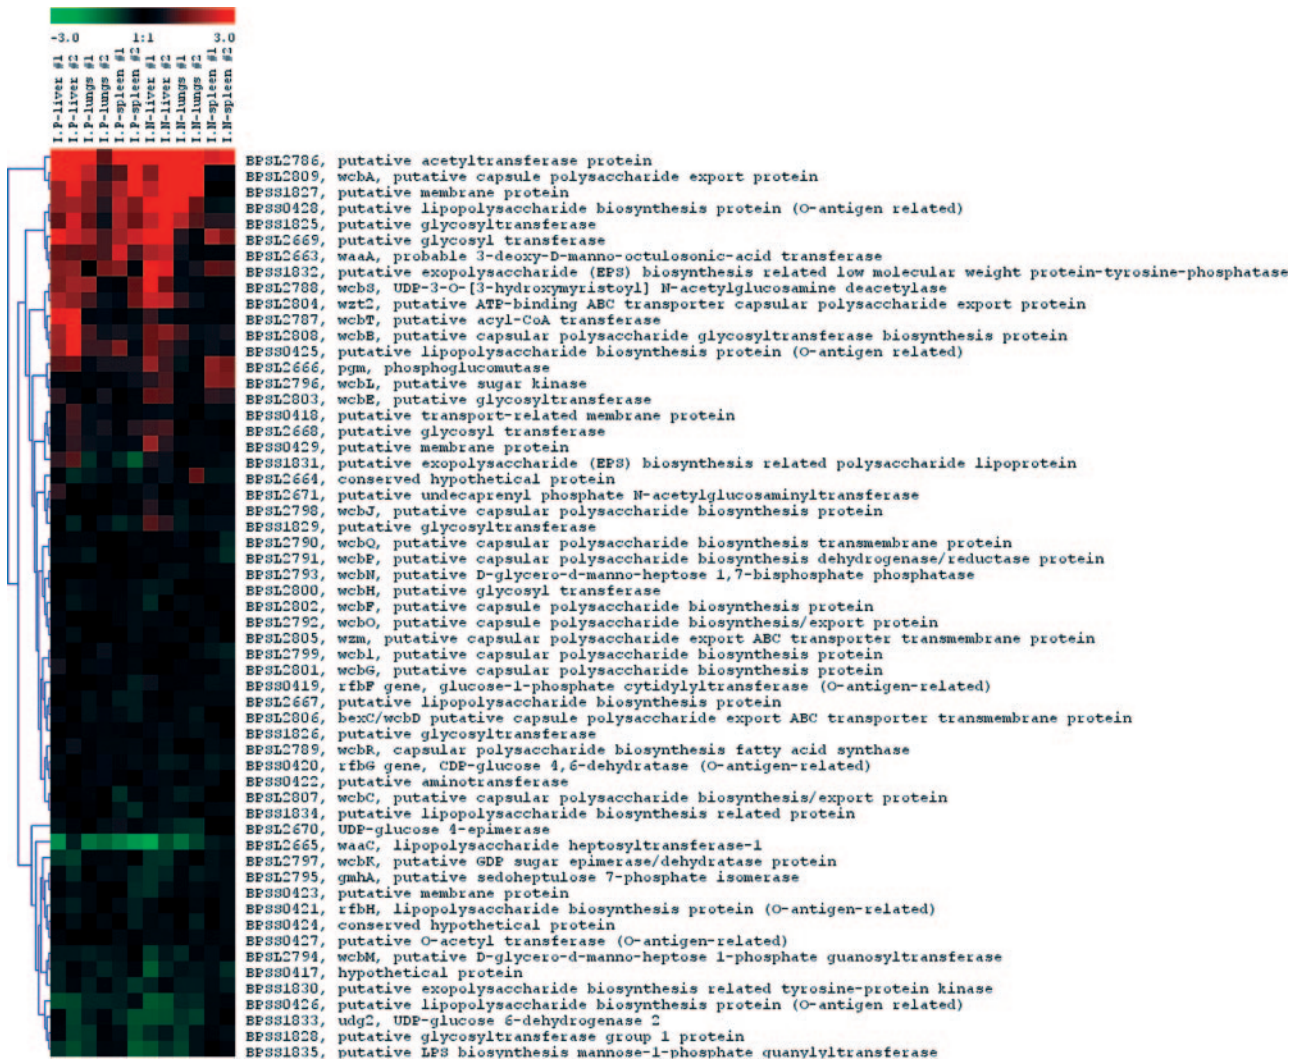 -3.0 1:1 3.0
I.P-liver #1
I.P-liver #2
I.P-lungs #1
I.P-lungs #2
I.P-spleen #1
I.P-spleen #2
I.N-liver #1
I.N-liver #2
I.N-lungs #1
I.N-lungs #2
I.N-spleen #1
I.N-spleen #2
BPSL2786, putative acetyltransferase protein
BPSL2809, wcbA, putative capsule polysaccharide export protein
BPSS1827, putative membrane protein
BPSS0428, putative lipopolysaccharide biosynthesis protein (O-antigen related)
BPSS1825, putative glycosyltransferase
BPSL2669, putative glycosyl transferase
BPSL2663, waaA, probable 3-deoxy-D-manno-octulosonic-acid transferase
BPSS1832, putative exopolysaccharide (EPS) biosynthesis related low molecular weight protein-tyrosine-phosphatase
BPSL2788, wcbS, UDP-3-O-[3-hydroxymyristoyl] N-acetylglucosamine deacetylase
BPSL2804, wzt2, putative ATP-binding ABC transporter capsular polysaccharide export protein
BPSL2787, wcbT, putative acyl-CoA transferase
BPSL2808, wcbB, putative capsular polysaccharide glycosyltransferase biosynthesis protein
BPSS0425, putative lipopolysaccharide biosynthesis protein (O-antigen related)
BPSL2666, pgm, phosphoglucomutase
BPSL2796, wcbL, putative sugar kinase
BPSL2803, wcbE, putative glycosyltransferase
BPSS0418, putative transport-related membrane protein
BPSL2668, putative glycosyl transferase
BPSS0429, putative membrane protein
BPSS1831, putative exopolysaccharide (EPS) biosynthesis related polysaccharide lipoprotein
BPSL2664, conserved hypothetical protein
BPSL2671, putative undecaprenyl phosphate N-acetylglucosaminyltransferase
BPSL2798, wcbJ, putative capsular polysaccharide biosynthesis protein
BPSS1829, putative glycosyltransferase
BPSL2790, wcbQ, putative capsular polysaccharide biosynthesis transmembrane protein
BPSL2791, wcbP, putative capsular polysaccharide biosynthesis dehydrogenase/reductase protein
BPSL2793, wcbN, putative D-glycero-d-manno-heptose 1,7-bisphosphate phosphatase
BPSL2800, wcbH, putative glycosyl transferase
BPSL2802, wcbF, putative capsule polysaccharide biosynthesis protein
BPSL2792, wcbO, putative capsule polysaccharide biosynthesis/export protein
BPSL2805, wzm, putative capsular polysaccharide export ABC transporter transmembrane protein
BPSL2799, wcbl, putative capsular polysaccharide biosynthesis protein
BPSL2801, wcbG, putative capsular polysaccharide biosynthesis protein
BPSS0419, rfbF gene, glucose-1-phosphate cytidylyltransferase (O-antigen-related)
BPSL2667, putative lipopolysaccharide biosynthesis protein
BPSL2806, bexC/wcbD putative capsule polysaccharide export ABC transporter transmembrane protein
BPSS1826, putative glycosyltransferase
BPSL2789, wcbR, capsular polysaccharide biosynthesis fatty acid synthase
BPSS0420, rfbG gene, CDP-glucose 4,6-dehydratase (O-antigen-related)
BPSS0422, putative aminotransferase
BPSL2807, wcbC, putative capsular polysaccharide biosynthesis/export protein
BPSS1834, putative lipopolysaccharide biosynthesis related protein
BPSL2670, UDP-glucose 4-epimerase
BPSL2665, waaC, lipopolysaccharide heptosyltransferase-1
BPSL2797, wcbK, putative GDP sugar epimerase/dehydratase protein
BPSL2795, gmhA, putative sedoheptulose 7-phosphate isomerase
BPSS0423, putative membrane protein
BPSS0421, rfbH, lipopolysaccharide biosynthesis protein (O-antigen-related)
BPSS0424, conserved hypothetical protein
BPSS0427, putative O-acetyl transferase (O-antigen-related)
BPSL2794, wcbM, putative D-glycero-d-manno-heptose 1-phosphate guanosyltransferase
BPSS0417, hypothetical protein
BPSS1830, putative exopolysaccharide biosynthesis related tyrosine-protein kinase
BPSS0426, putative lipopolysaccharide biosynthesis protein (O-antigen related)
BPSS1833, udg2, UDP-glucose 6-dehydrogenase 2
BPSS1828, putative glycosyltransferase group 1 protein
BPSS1835, putative LPS biosynthesis mannose-1-phosphate guanylyltransferase